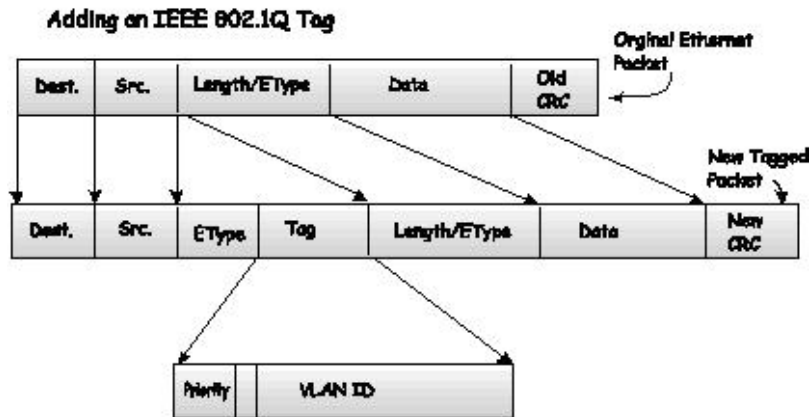 Adding an IEEE 802.1Q Tag
Orginal Ethernet
Packet
Dest. Src. Length/EType Data Old
CRC
New Tagged
Packet
Dest. Src. EType Tag Length/EType Data New
CRC
Priority VLAN ID